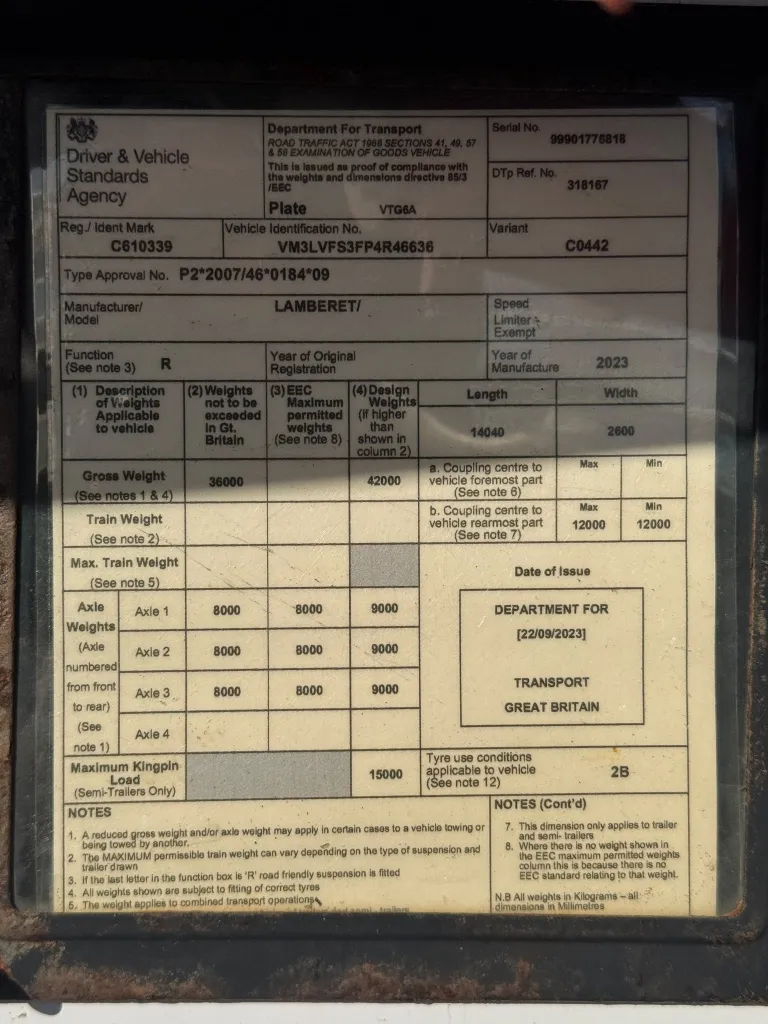 Driver & Vehicle
Standards
Agency
Department For Transport
ROAD TRAFFIC ACT 1988 SECTIONS 41, 49, 57
& 58 EXAMINATION OF GOODS VEHICLE
This is issued as proof of compliance with
the weights and dimensions directive 85/3
/EEC
Plate VTG6A
Serial No.
99901776818
DTp Ref. No.
318167
Reg./ Ident Mark
C610339
Vehicle Identification No.
VM3LVFS3FP4R46636
Variant
C0442
Type Approval No. P2*2007/46*0184*09
Manufacturer/
Model
LAMBERET/
Speed
Limiter
Exempt
Function
(See note 3) R
Year of Original
Registration
Year of
Manufacture 2023
(1) Description
of Weights
Applicable
to vehicle
(2) Weights
not to be
exceeded
in Gt.
Britain
(3) EEC
Maximum
permitted
weights
(See note 8)
(4) Design
Weights
(If higher
than
shown in
column 2)
Length
14040
Width
2600
Gross Weight
(See notes 1 & 4)
36000
42000
a. Coupling centre to
vehicle foremost part
(See note 6)
Max
Min
Train Weight
(See note 2)
b. Coupling centre to
vehicle rearmost part
(See note 7)
Max
12000
Min
12000
Max. Train Weight
(See note 5)
Date of Issue
DEPARTMENT FOR
[22/09/2023]
TRANSPORT
GREAT BRITAIN
Axle
Weights
(Axle
numbered
from front
to rear)
(See
note 1)
Axle 1 8000 8000 9000
Axle 2 8000 8000 9000
Axle 3 8000 8000 9000
Axle 4
Maximum Kingpin
Load
(Semi-Trailers Only)
15000
Tyre use conditions
applicable to vehicle
(See note 12)
2B
NOTES
1. A reduced gross weight and/or axle weight may apply in certain cases to a vehicle towing or
being towed by another.
2. The MAXIMUM permissible train weight can vary depending on the type of suspension and
trailer drawn
3. If the last letter in the function box is 'R' road friendly suspension is fitted
4. All weights shown are subject to fitting of correct tyres
5. The weight applies to combined transport operations
semi- trailers
NOTES (Cont'd)
7. This dimension only applies to trailer
and semi- trailers
8. Where there is no weight shown in
the EEC maximum permitted weights
column this is because there is no
EEC standard relating to that weight.
N.B All weights in Kilograms – all
dimensions in Millimetres